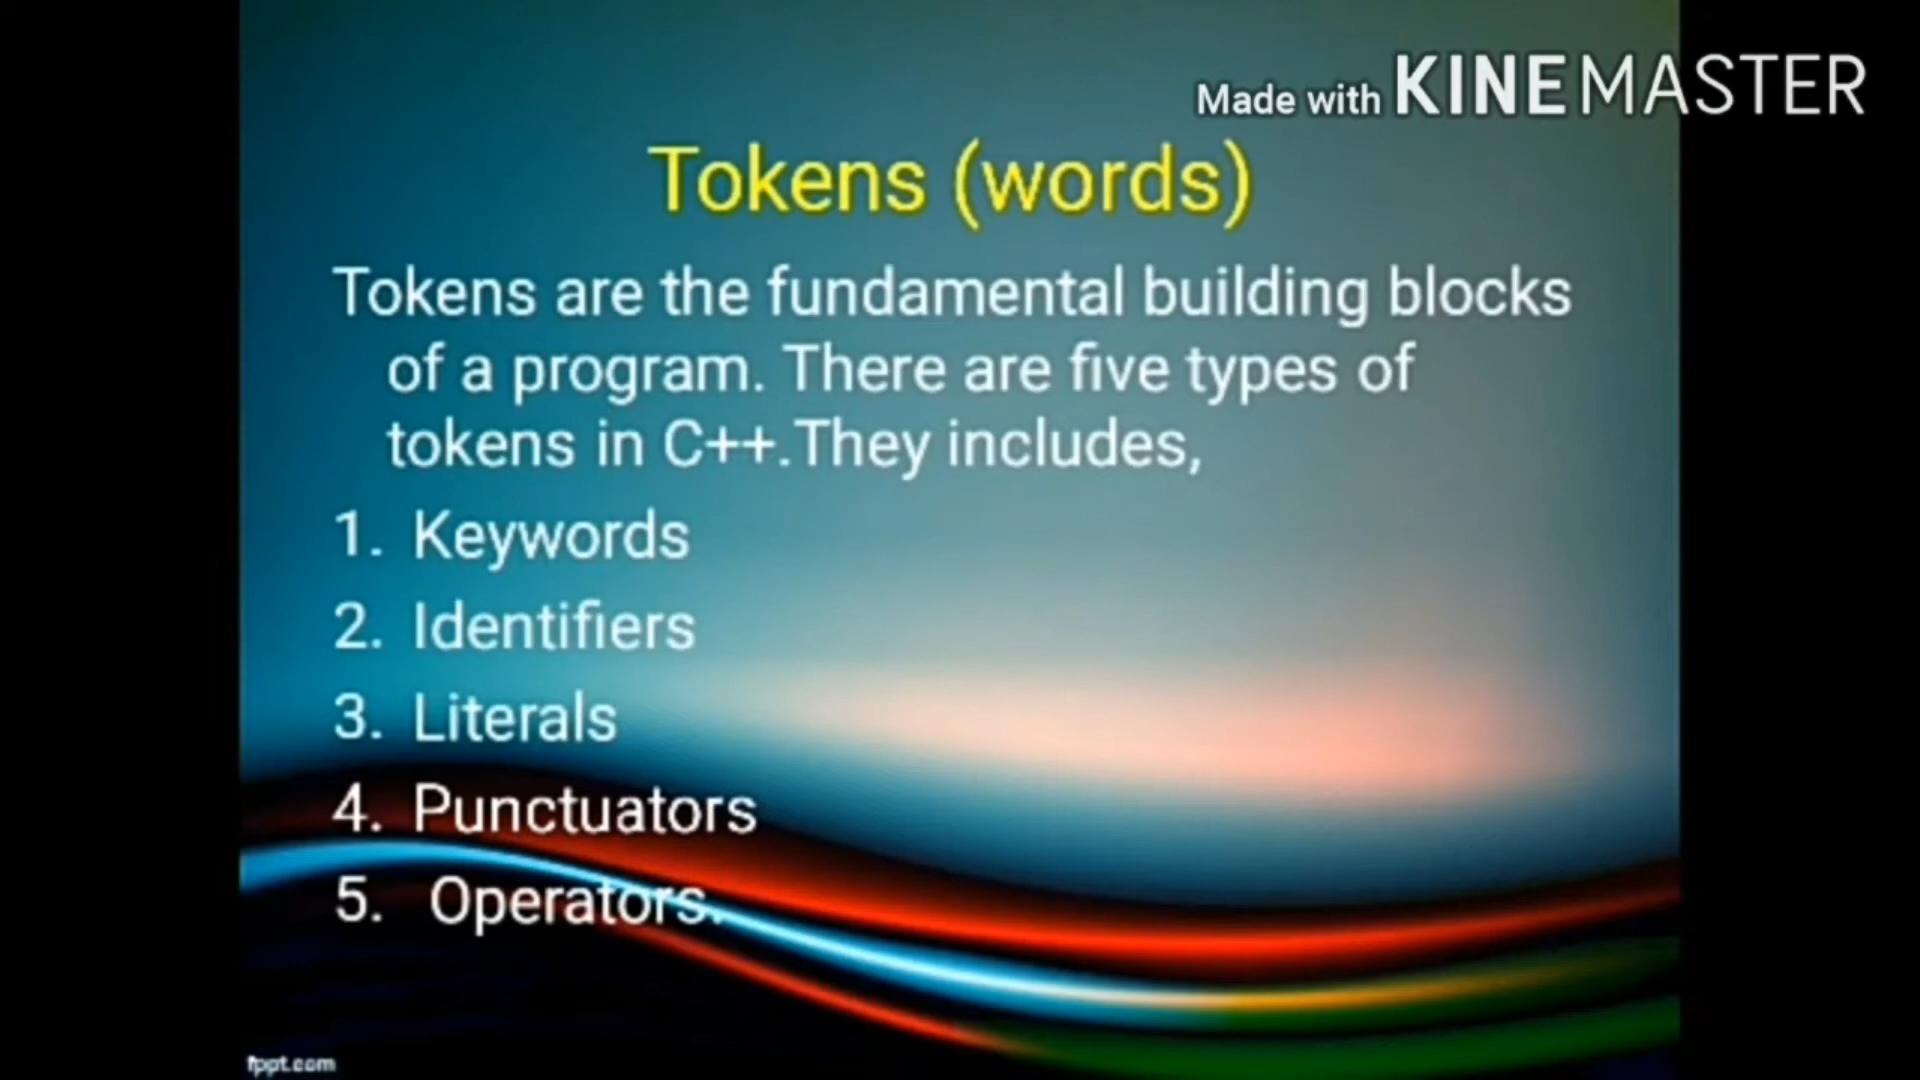 Made with KINEMASTER
Tokens (words)
Tokens are the fundamental building blocks
of a program. There are five types of
tokens in C++.They includes,
1. Keywords
2. Identifiers
3. Literals
4. Punctuators
5. Operators.
fppt.com